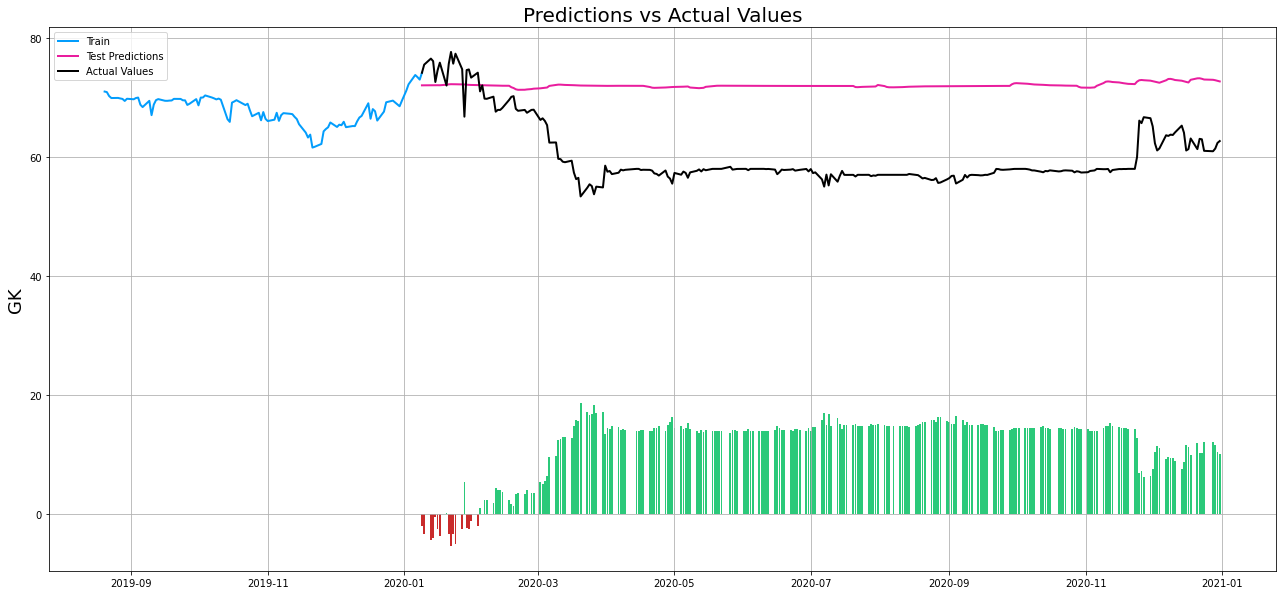 Predictions vs Actual Values
Train
Test Predictions
Actual Values
GK
80
60
40
20
0
2019-09 2019-11 2020-01 2020-03 2020-05 2020-07 2020-09 2020-11 2021-01